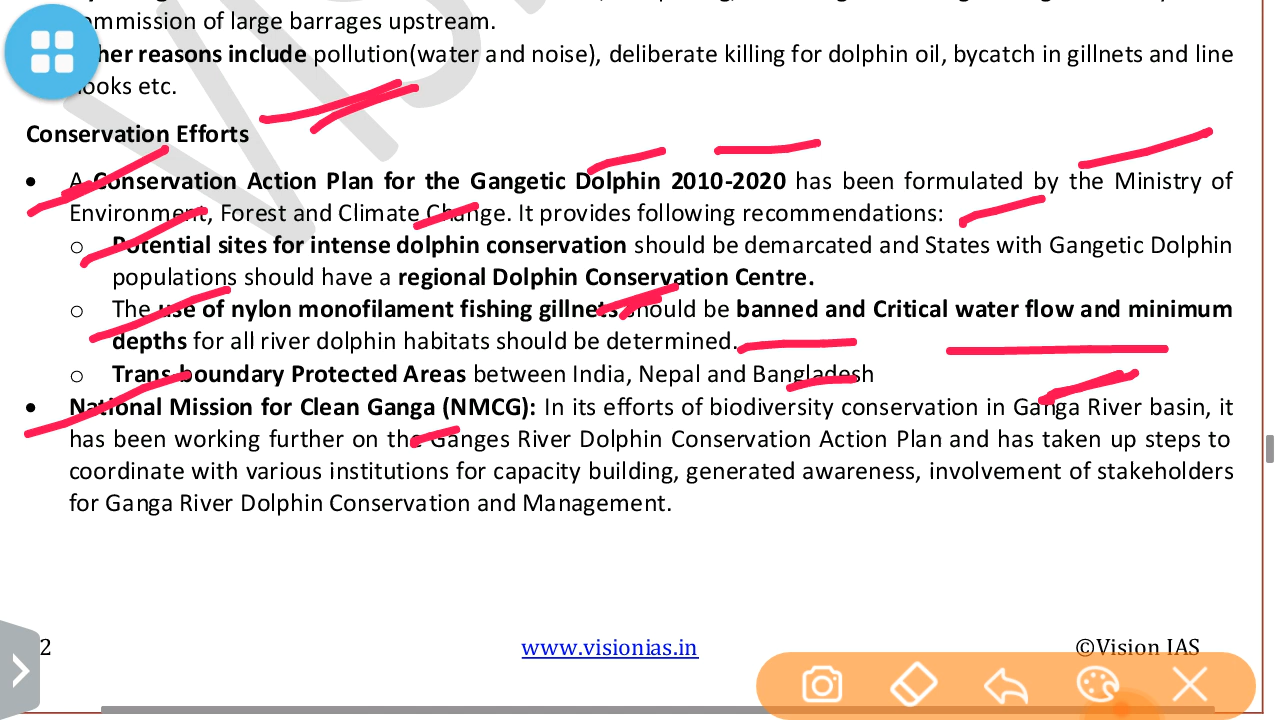 commission of large barrages upstream.
Other reasons include pollution(water and noise), deliberate killing for dolphin oil, bycatch in gillnets and line
hooks etc.
Conservation Efforts
• A Conservation Action Plan for the Gangetic Dolphin 2010-2020 has been formulated by the Ministry of
Environment, Forest and Climate Change. It provides following recommendations:
o Potential sites for intense dolphin conservation should be demarcated and States with Gangetic Dolphin
populations should have a regional Dolphin Conservation Centre.
o The use of nylon monofilament fishing gillnets should be banned and Critical water flow and minimum
depths for all river dolphin habitats should be determined.
o Trans-boundary Protected Areas between India, Nepal and Bangladesh
• National Mission for Clean Ganga (NMCG): In its efforts of biodiversity conservation in Ganga River basin, it
has been working further on the Ganges River Dolphin Conservation Action Plan and has taken up steps to
coordinate with various institutions for capacity building, generated awareness, involvement of stakeholders
for Ganga River Dolphin Conservation and Management.
2 www.visionias.in ©Vision IAS